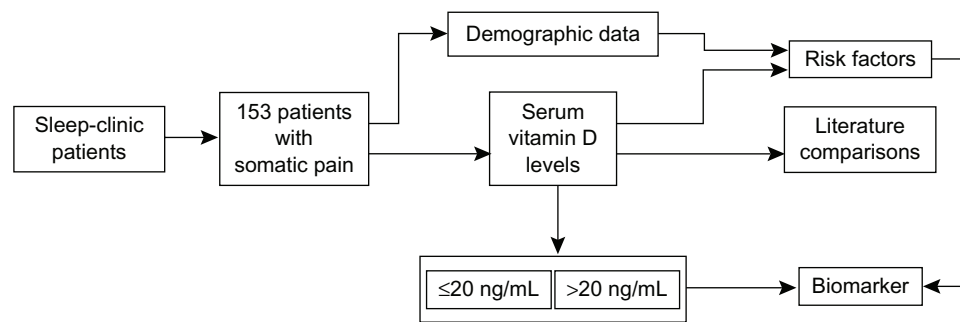 Demographic data
Risk factors
Sleep-clinic
patients
153 patients
with
somatic pain
Serum
vitamin D
levels
Literature
comparisons
≤20 ng/mL
>20 ng/mL
Biomarker